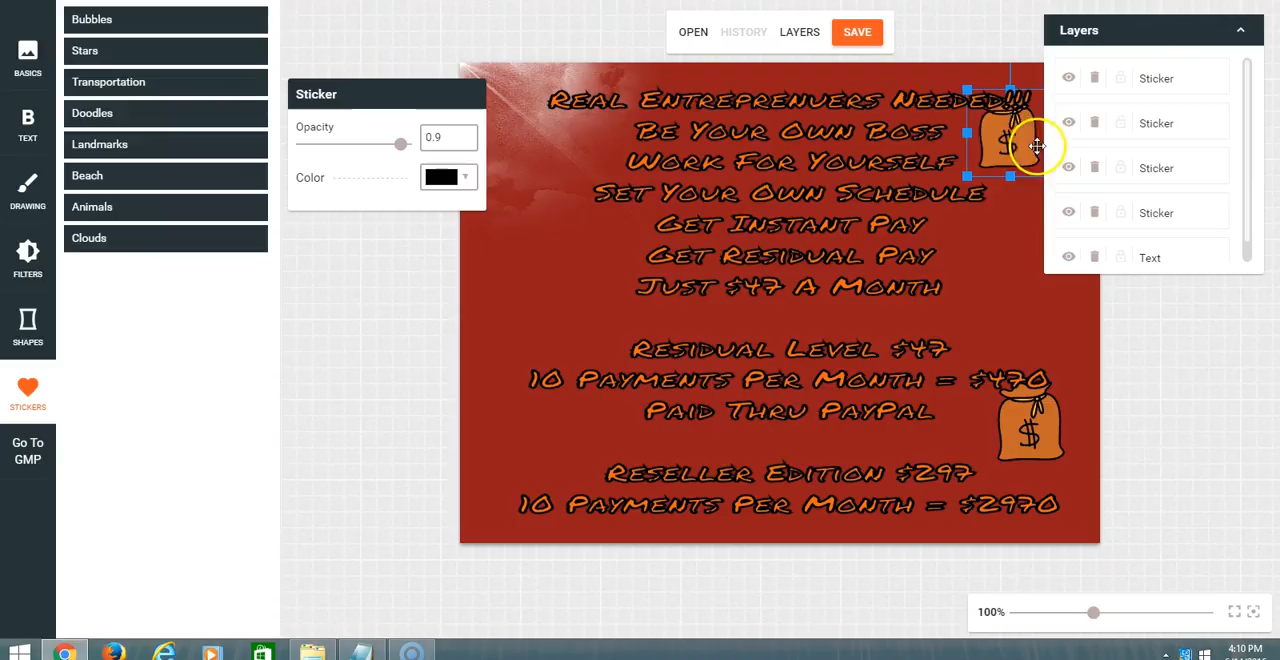 OPEN
HISTORY
LAYERS
SAVE
Layers
Sticker
Sticker
Sticker
Sticker
Text
BASICS
TEXT
DRAWING
FILTERS
SHAPES
STICKERS
Go To
GMP
Bubbles
Stars
Transportation
Doodles
Landmarks
Beach
Animals
Clouds
Sticker
Opacity
0.9
Color
Real Entreprenuers Needed!!!
Be Your Own Boss
Work For Yourself
Set Your Own Schedule
Get Instant Pay
Get Residual Pay
Just $47 A Month
Residual Level $47
10 Payments Per Month = $470
Paid Thru PayPal
Reseller Edition $297
10 Payments Per Month = $2970
$
$
100%
4:10 PM